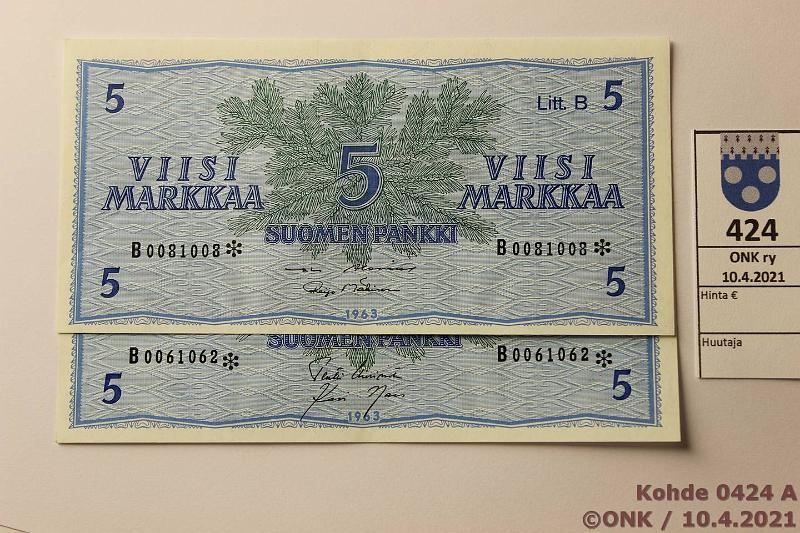 5 Litt. B 5
VIISI MARKKAA 5 VIISI MARKKAA
SUOMEN PANKKI
B0081008* B0081008*
5 5
1963
SUOMEN PANKKI
B0061062* B0061062*
5 5
1963
424
ONK ry
10.4.2021
Hinta €
Huutaja
Kohde 0424 A
©ONK / 10.4.2021